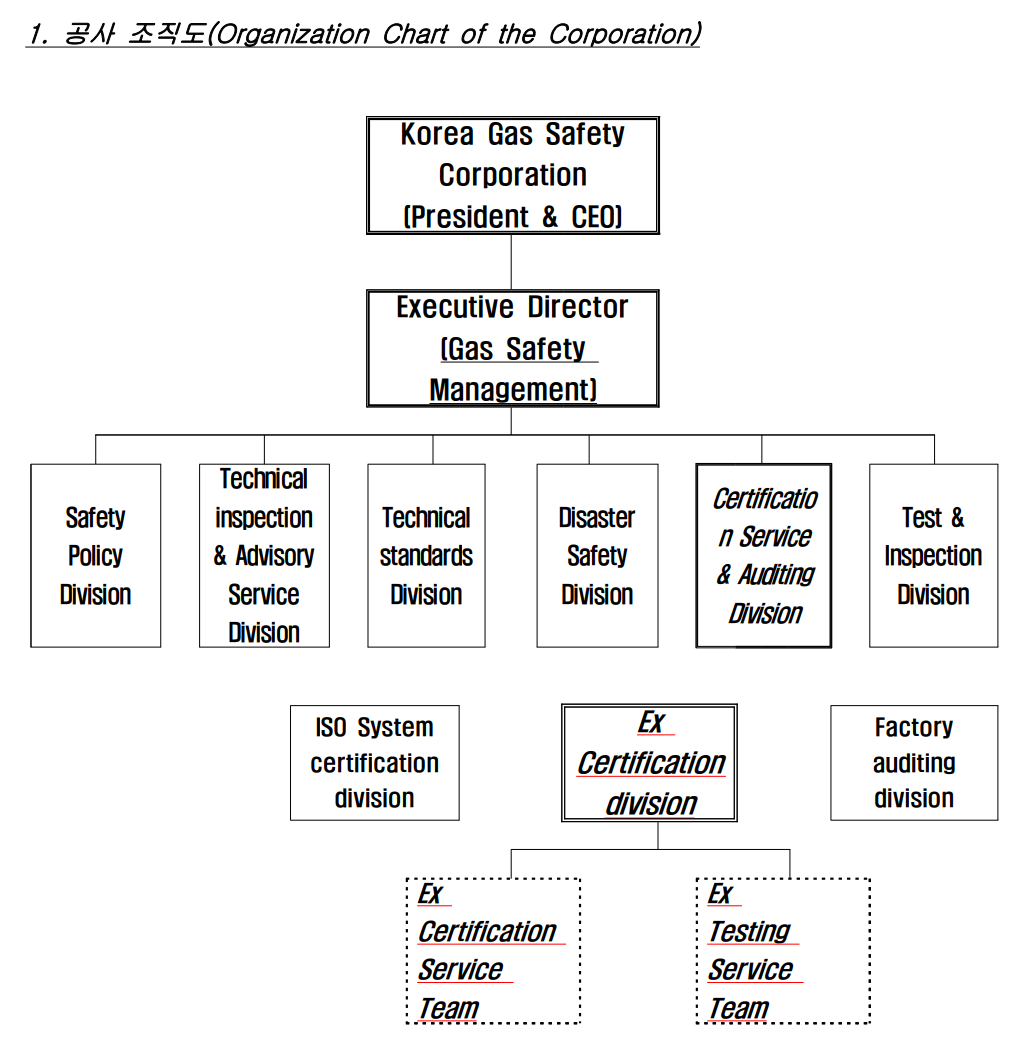 1. 공사 조직도(Organization Chart of the Corporation)
Korea Gas Safety
Corporation
(President & CEO)
Executive Director
(Gas Safety
Management)
Safety
Policy
Division
Technical
inspection
& Advisory
Service
Division
Technical
standards
Division
Disaster
Safety
Division
Certificatio
n Service
& Auditing
Division
Test &
Inspection
Division
ISO System
certification
division
Ex
Certification
division
Factory
auditing
division
Ex
Certification
Service
Team
Ex
Testing
Service
Team